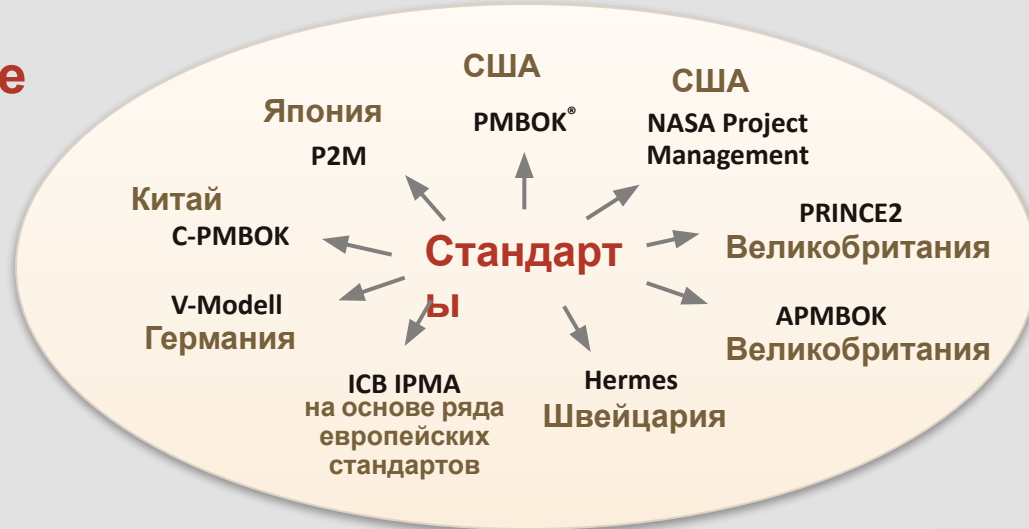 е
США
PMBOK®
США
NASA Project
Management
Япония
P2M
Китай
C-PMBOK
PRINCE2
Великобритания
Стандарт
ы
V-Modell
Германия
APMBOK
Великобритания
ICB IPMA
на основе ряда
европейских
стандартов
Hermes
Швейцария